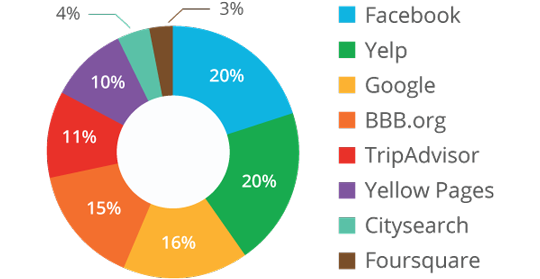 4%
3%
20%
20%
16%
15%
11%
10%
Facebook
Yelp
Google
BBB.org
TripAdvisor
Yellow Pages
Citysearch
Foursquare